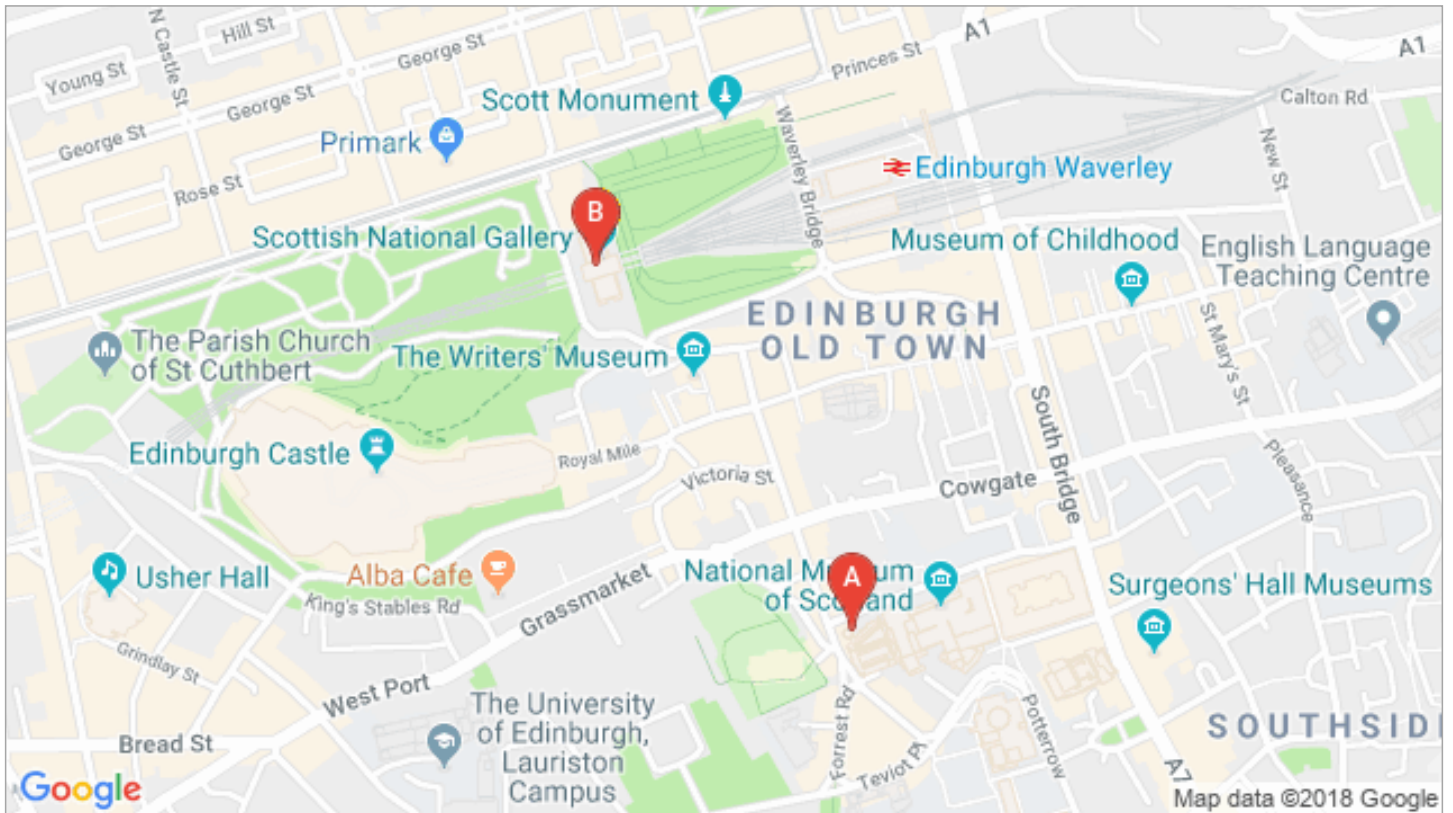 N Castle St
Hill St
George St
A1
A1
Young St
George St
Princes St
Scott Monument
Calton Rd
George St
Primark
Waverley Bridge
New St
Rose St
Edinburgh Waverley
B
Scottish National Gallery
Museum of Childhood
English Language
Teaching Centre
EDINBURGH
OLD TOWN
The Parish Church
of St Cuthbert
The Writers' Museum
St Mary's St
Edinburgh Castle
Royal Mile
Victoria St
South Bridge
Cowgate
Pleasance
Usher Hall
Alba Cafe
King's Stables Rd
Grassmarket
A
of
Surgeons' Hall Museums
Grindlay St
West Port
The University
of Edinburgh,
Lauriston
Campus
Forrest Rd
Teviot Pl
Potterrow
SOUTHSID
Bread St
A7
Google
Map data ©2018 Google
National